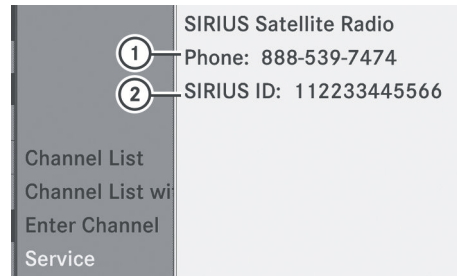 SIRIUS Satellite Radio
1 Phone: 888-539-7474
2 SIRIUS ID: 112233445566
Channel List
Channel List wi
Enter Channel
Service